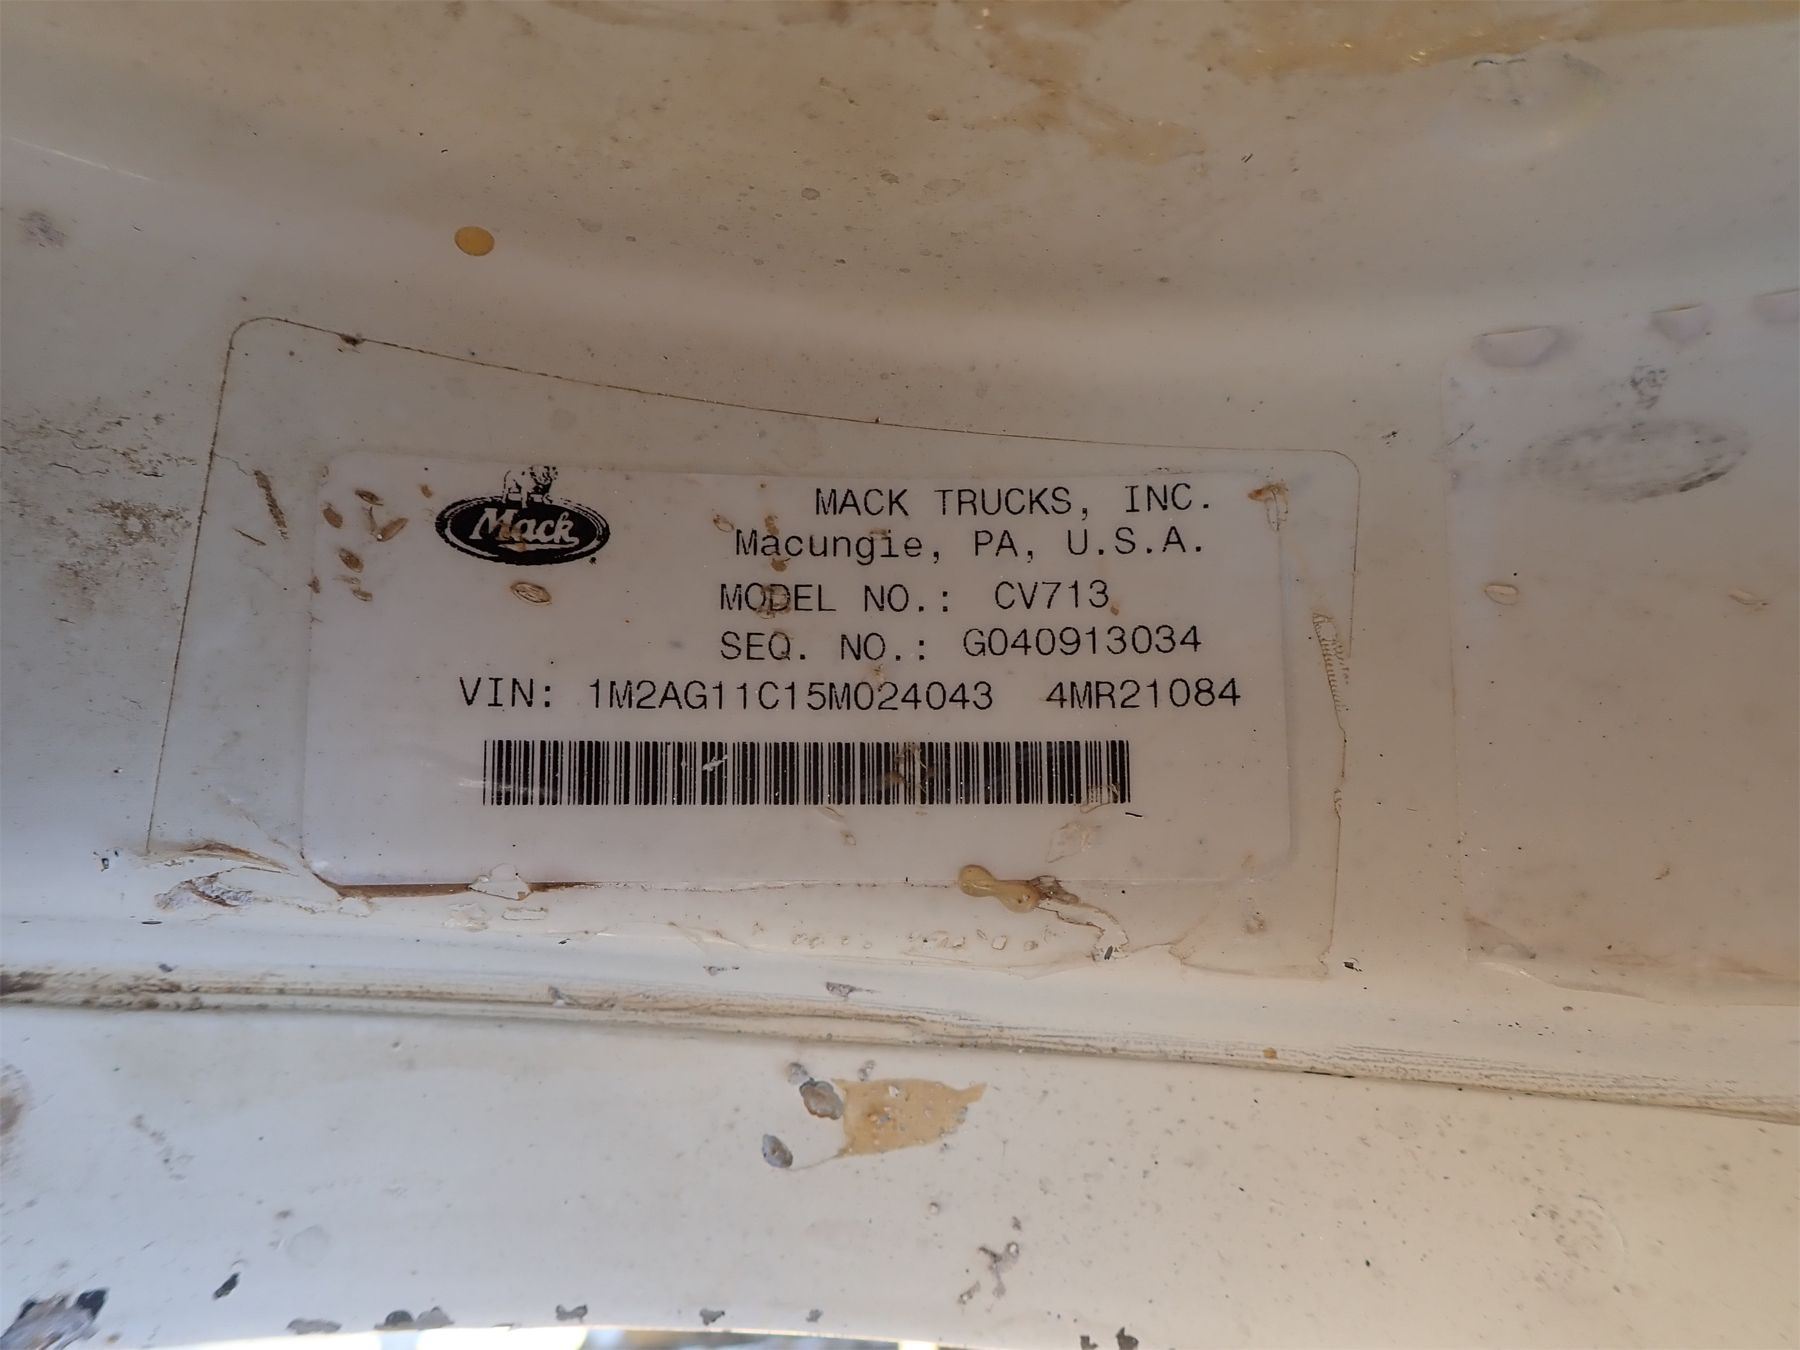 Mack
MACK TRUCKS, INC.
Macungie, PA, U.S.A.
MODEL NO.: CV713
SEQ. NO.: G040913034
VIN: 1M2AG11C15M024043 4MR21084